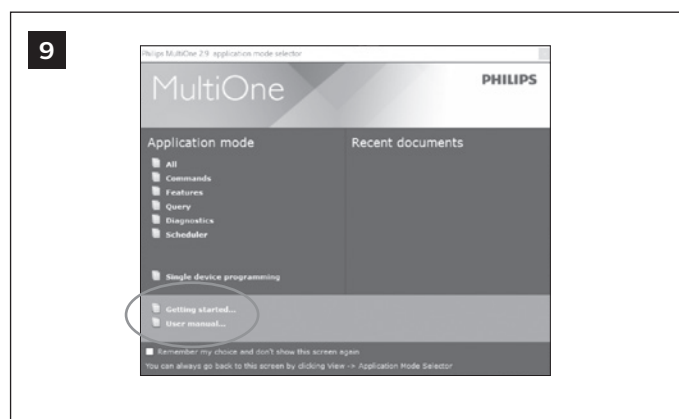 9
Philips MultiOne 2.9 application mode selector
MultiOne
PHILIPS
Application mode
Recent documents
All
Commands
Features
Query
Diagnostics
Scheduler
Single device programming
Getting started...
User manual...
Remember my choice and don't show this screen again
You can always go back to this screen by clicking View -> Application Mode Selector